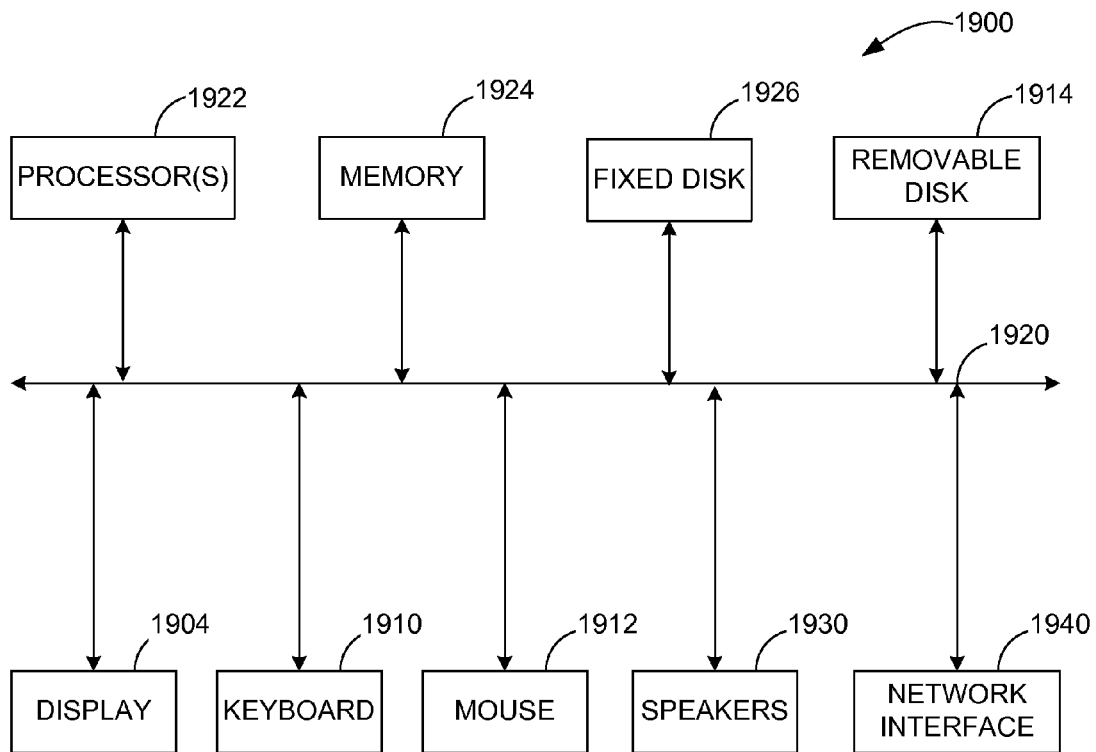 1900
1922
1924
1926
1914
PROCESSOR(S)
MEMORY
FIXED DISK
REMOVABLE
DISK
1920
1904
1910
1912
1930
1940
DISPLAY
KEYBOARD
MOUSE
SPEAKERS
NETWORK
INTERFACE